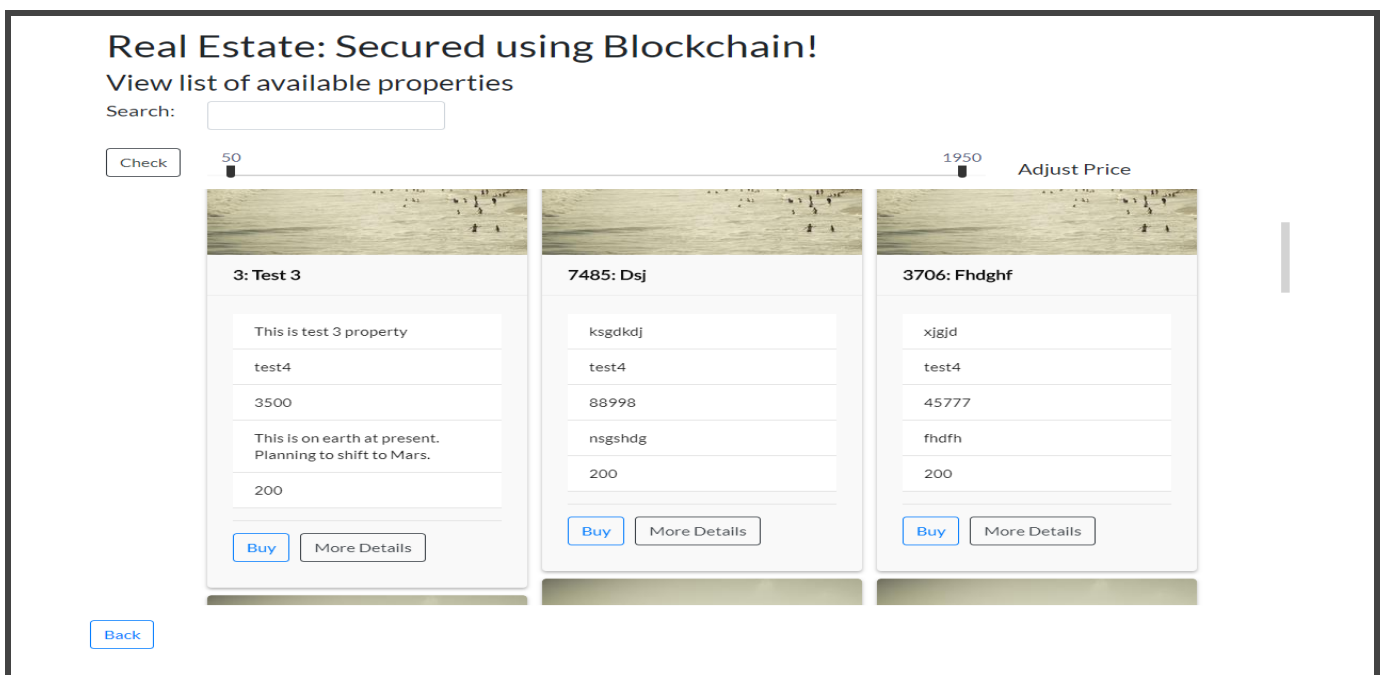 Real Estate: Secured using Blockchain!
View list of available properties
Search:
Check
50
1950
Adjust Price
3: Test 3
This is test 3 property
test4
3500
This is on earth at present.
Planning to shift to Mars.
200
Buy
More Details
7485: Dsj
ksgdkdj
test4
88998
nsgshdg
200
Buy
More Details
3706: Fhdghf
xjgjd
test4
45777
fhdfh
200
Buy
More Details
Back